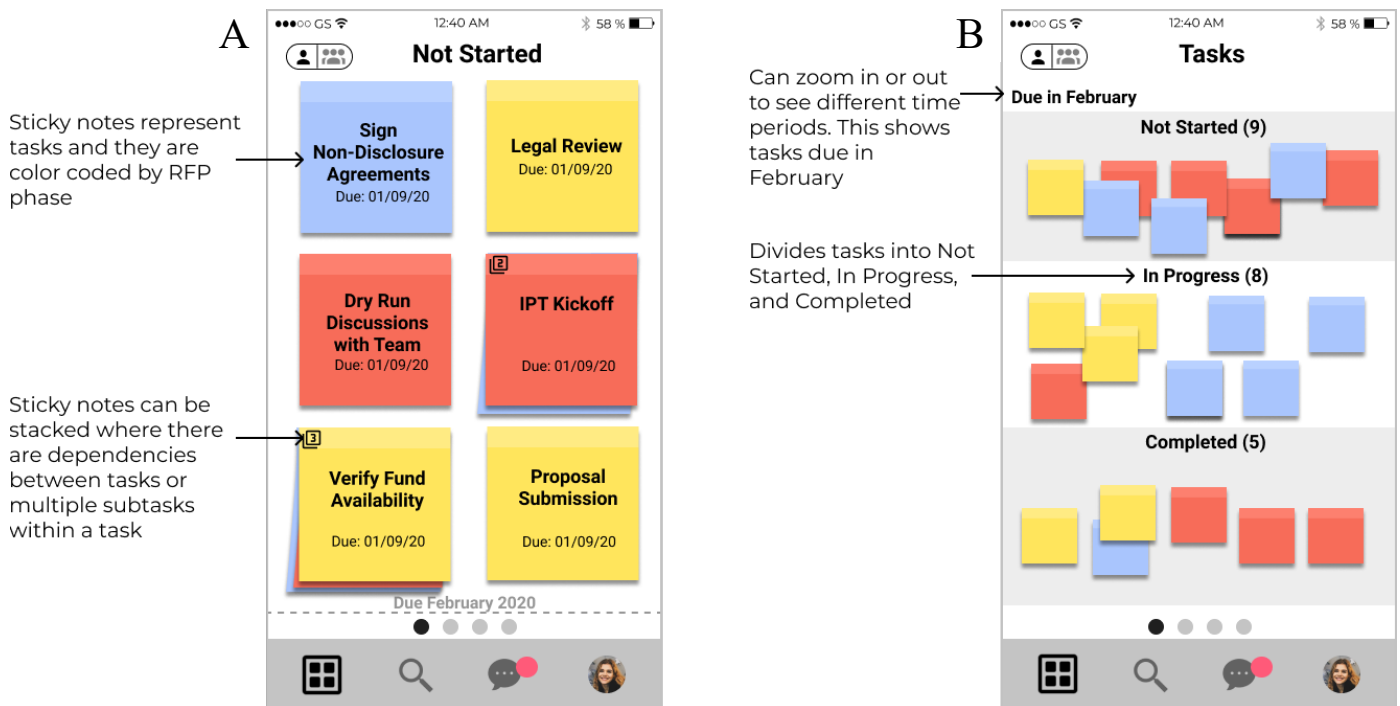 A
●●●○○ GS
12:40 AM
58 %
Not Started
Sticky notes represent
tasks and they are
color coded by RFP
phase
Sign
Non-Disclosure
Agreements
Due: 01/09/20
Legal Review
Due: 01/09/20
Dry Run
Discussions
with Team
Due: 01/09/20
2
IPT Kickoff
Due: 01/09/20
Sticky notes can be
stacked where there
are dependencies
between tasks or
multiple subtasks
within a task
3
Verify Fund
Availability
Due: 01/09/20
Proposal
Submission
Due: 01/09/20
Due February 2020
B
●●●○○ GS
12:40 AM
58 %
Tasks
Can zoom in or out
to see different time
periods. This shows
tasks due in
February
Due in February
Not Started (9)
Divides tasks into Not
Started, In Progress,
and Completed
In Progress (8)
Completed (5)